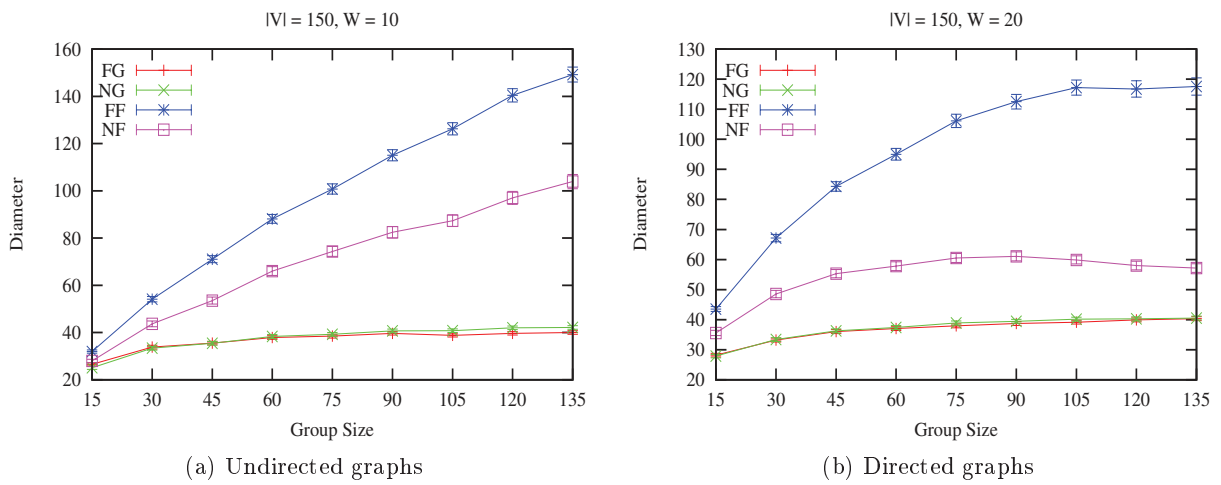 |V| = 150, W = 10
160
140
120
100
80
60
40
20
FG
NG
FF
NF
Diameter
15 30 45 60 75 90 105 120 135
Group Size
(a) Undirected graphs
|V| = 150, W = 20
130
120
110
100
90
80
70
60
50
40
30
20
FG
NG
FF
NF
Diameter
15 30 45 60 75 90 105 120 135
Group Size
(b) Directed graphs